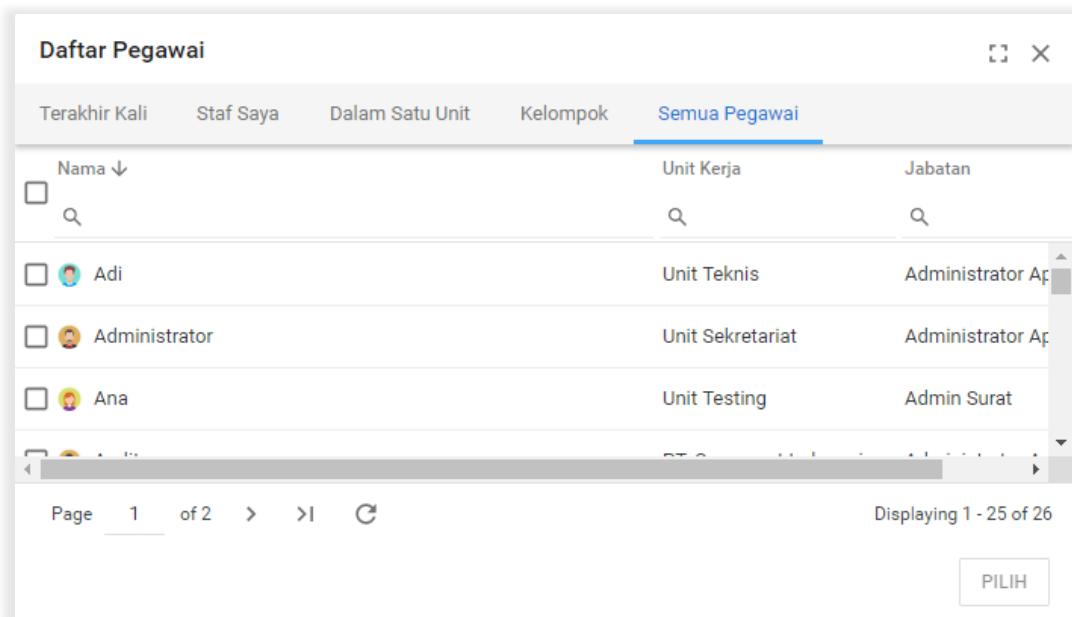 Daftar Pegawai
Terakhir Kali Staf Saya Dalam Satu Unit Kelompok Semua Pegawai
Nama Unit Kerja Jabatan
Adi Unit Teknis Administrator
Administrator Unit Sekretariat Administrator
Ana Unit Testing Admin Surat
Page 1 of 2 Displaying 1 - 25 of 26
PILIH